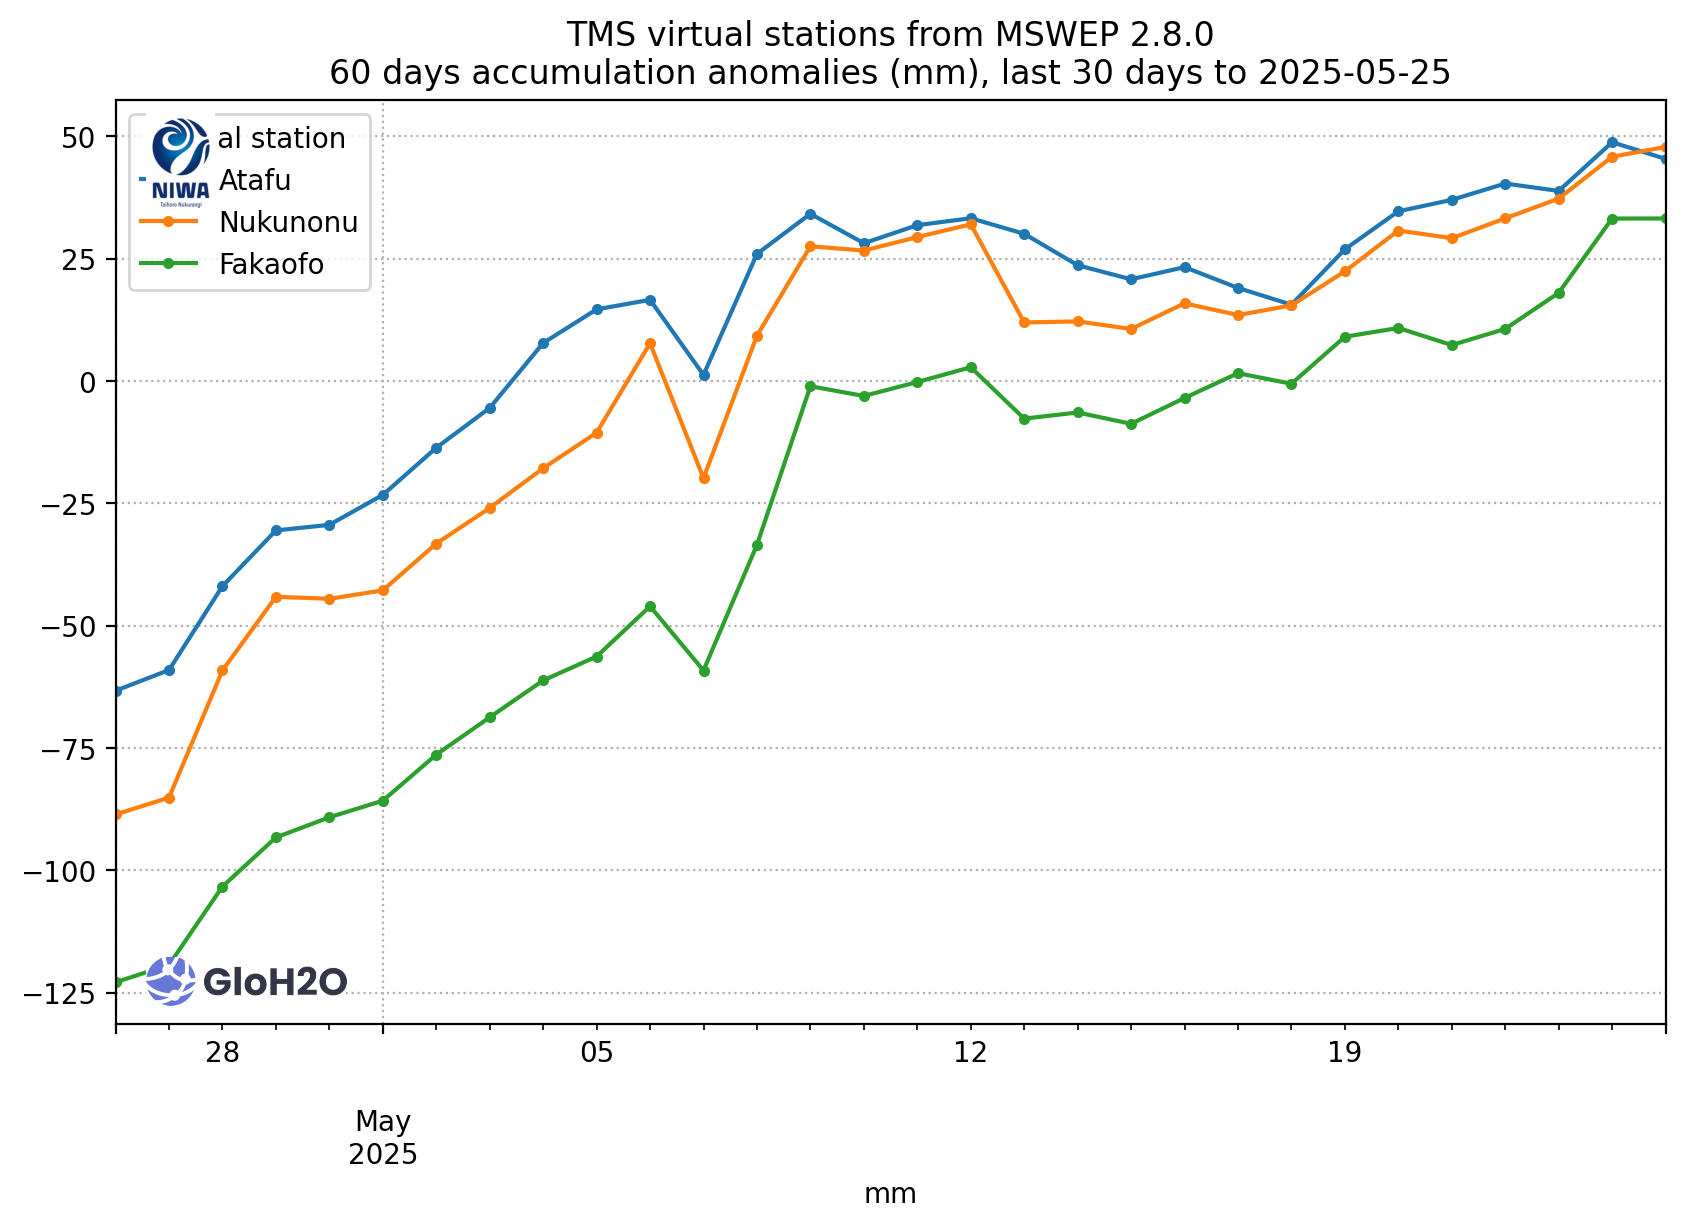 TMS virtual stations from MSWEP 2.8.0
60 days accumulation anomalies (mm), last 30 days to 2025-05-25
al station
Atafu
Nukunonu
Fakaofo
NIWA
Taihoro Nukurangi
50
25
0
−25
−50
−75
−100
−125
GloH2O
28
05
12
19
May
2025
mm